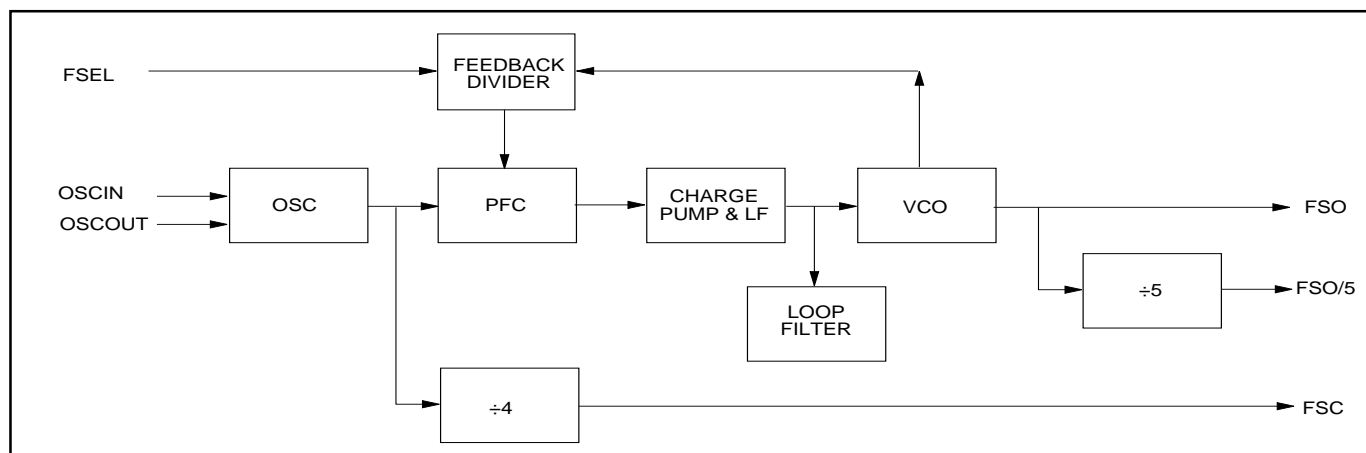 FSEL
FEEDBACK
DIVIDER
OSCIN
OSCOUT
OSC
PFC
CHARGE
PUMP & LF
VCO
FSO
÷5
FSO/5
LOOP
FILTER
÷4
FSC